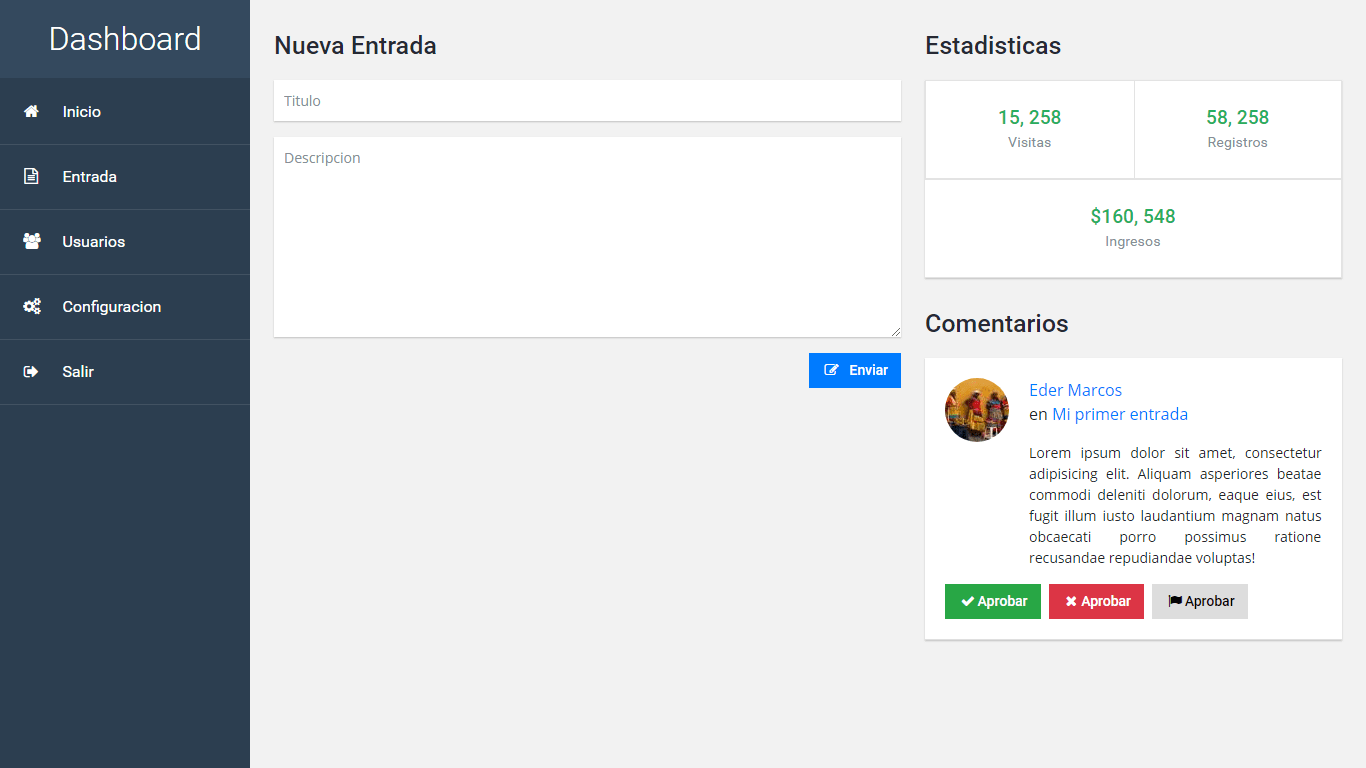 Dashboard
Inicio
Entrada
Usuarios
Configuracion
Salir
Nueva Entrada
Titulo
Descripcion
Enviar
Estadisticas
15, 258
Visitas
58, 258
Registros
$160, 548
Ingresos
Comentarios
Eder Marcos
en Mi primer entrada
Lorem ipsum dolor sit amet, consectetur
adipisicing elit. Aliquam asperiores beatae
commodi deleniti dolorum, eaque eius, est
fugit illum iusto laudantium magnam natus
obcaecati porro possimus ratione
recusandae repudiandae voluptas!
Aprobar Aprobar Aprobar